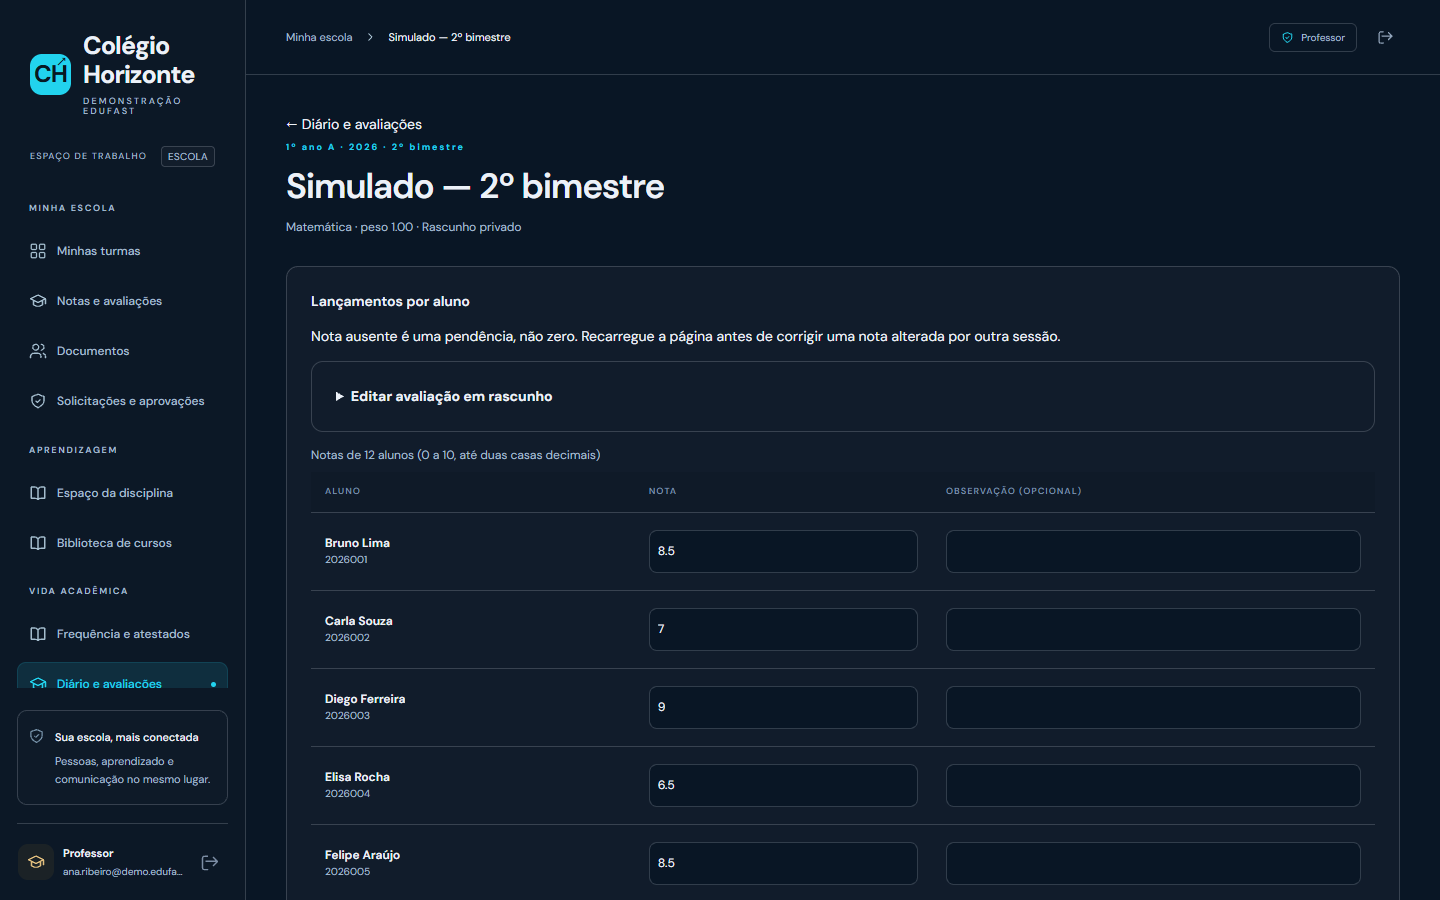 Colégio
Horizonte
DEMONSTRAÇÃO
EDUFAST
CH
ESPAÇO DE TRABALHO
ESCOLA
MINHA ESCOLA
Minhas turmas
Notas e avaliações
Documentos
Solicitações e aprovações
APRENDIZAGEM
Espaço da disciplina
Biblioteca de cursos
VIDA ACADÊMICA
Frequência e atestados
Diário e avaliações
Sua escola, mais conectada
Pessoas, aprendizado e
comunicação no mesmo lugar.
Professor
ana.ribeiro@demo.edufa...
Minha escola > Simulado — 2º bimestre
Professor
← Diário e avaliações
1º ano A · 2026 · 2º bimestre
Simulado — 2º bimestre
Matemática · peso 1.00 · Rascunho privado
Lançamentos por aluno
Nota ausente é uma pendência, não zero. Recarregue a página antes de corrigir uma nota alterada por outra sessão.
▶ Editar avaliação em rascunho
Notas de 12 alunos (0 a 10, até duas casas decimais)
ALUNO NOTA OBSERVAÇÃO (OPCIONAL)
Bruno Lima
2026001
8.5
Carla Souza
2026002
7
Diego Ferreira
2026003
9
Elisa Rocha
2026004
6.5
Felipe Araújo
2026005
8.5